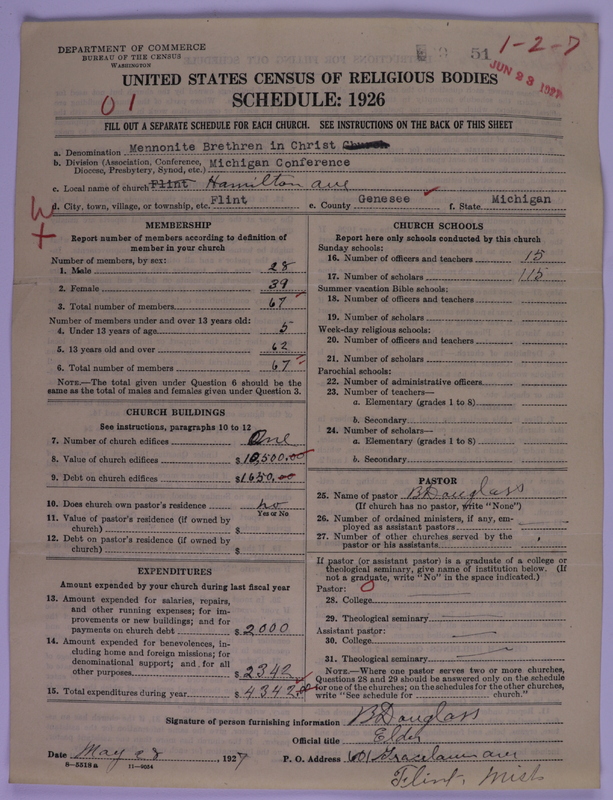 DEPARTMENT OF COMMERCE
BUREAU OF THE CENSUS
WASHINGTON
51
1-2-7
JUN 23 1927
UNITED STATES CENSUS OF RELIGIOUS BODIES
SCHEDULE: 1926
01
FILL OUT A SEPARATE SCHEDULE FOR EACH CHURCH. SEE INSTRUCTIONS ON THE BACK OF THIS SHEET
a. Denomination Mennonite Brethren in Christ Church
b. Division (Association, Conference, Diocese, Presbytery, synod, etc.) Michigan Conference
c. Local name of church Flint Hamilton ave
d. City, town, village, or township, etc. Flint e. County Genesee f. State Michigan
MEMBERSHIP
Report number of members according to definition of
member in your church
Number of members, by sex:
1. Male 28
2. Female 39
3. Total number of members 67
Number of members under and over 13 years old:
4. Under 13 years of age 5
5. 13 years old and over 62
6. Total number of members 67
NOTE.—The total given under Question 6 should be the
same as the total of males and females given under Question 3.
CHURCH BUILDINGS
See instructions, paragraphs 10 to 12
7. Number of church edifices One
8. Value of church edifices $10,500.00
9. Debt on church edifices $1650.00
10. Does church own pastor's residence no
Yes or No
11. Value of pastor's residence (if owned by
church) $
12. Debt on pastor's residence (if owned by
church) $
EXPENDITURES
Amount expended by your church during last fiscal year
13. Amount expended for salaries, repairs,
and other running expenses; for im-
provements or new buildings; and for
payments on church debt $2000
14. Amount expended for benevolences, in-
cluding home and foreign missions; for
denominational support; and for all
other purposes $2342
15. Total expenditures during year $4342.00
CHURCH SCHOOLS
Report here only schools conducted by this church
Sunday schools:
16. Number of officers and teachers 15
17. Number of scholars 115
Summer vacation Bible schools:
18. Number of officers and teachers
19. Number of scholars
Week-day religious schools:
20. Number of officers and teachers
21. Number of scholars
Parochial schools:
22. Number of administrative officers
23. Number of teachers—
a. Elementary (grades 1 to 8)
b. Secondary
24. Number of scholars—
a. Elementary (grades 1 to 8)
b. Secondary
PASTOR
25. Name of pastor B Douglass
(If church has no pastor, write "None")
26. Number of ordained ministers, if any, em-
ployed as assistant pastors
27. Number of other churches served by the
pastor or his assistants
If pastor (or assistant pastor) is a graduate of a college or
theological seminary, give name of institution below. (If
not a graduate, write "No" in the space indicated.)
Pastor:
28. College
29. Theological seminary
Assistant pastor:
30. College
31. Theological seminary
NOTE.—Where one pastor serves two or more churches,
Questions 28 and 29 should be answered only on the schedule
for one of the churches; on the schedules for the other churches,
write "See schedule for church."
Signature of person furnishing information B Douglass
Official title Elder
Date May 28 1927 P. O. Address 601 Gracelawn ave
Flint, Mich
8-5319a 11-9034